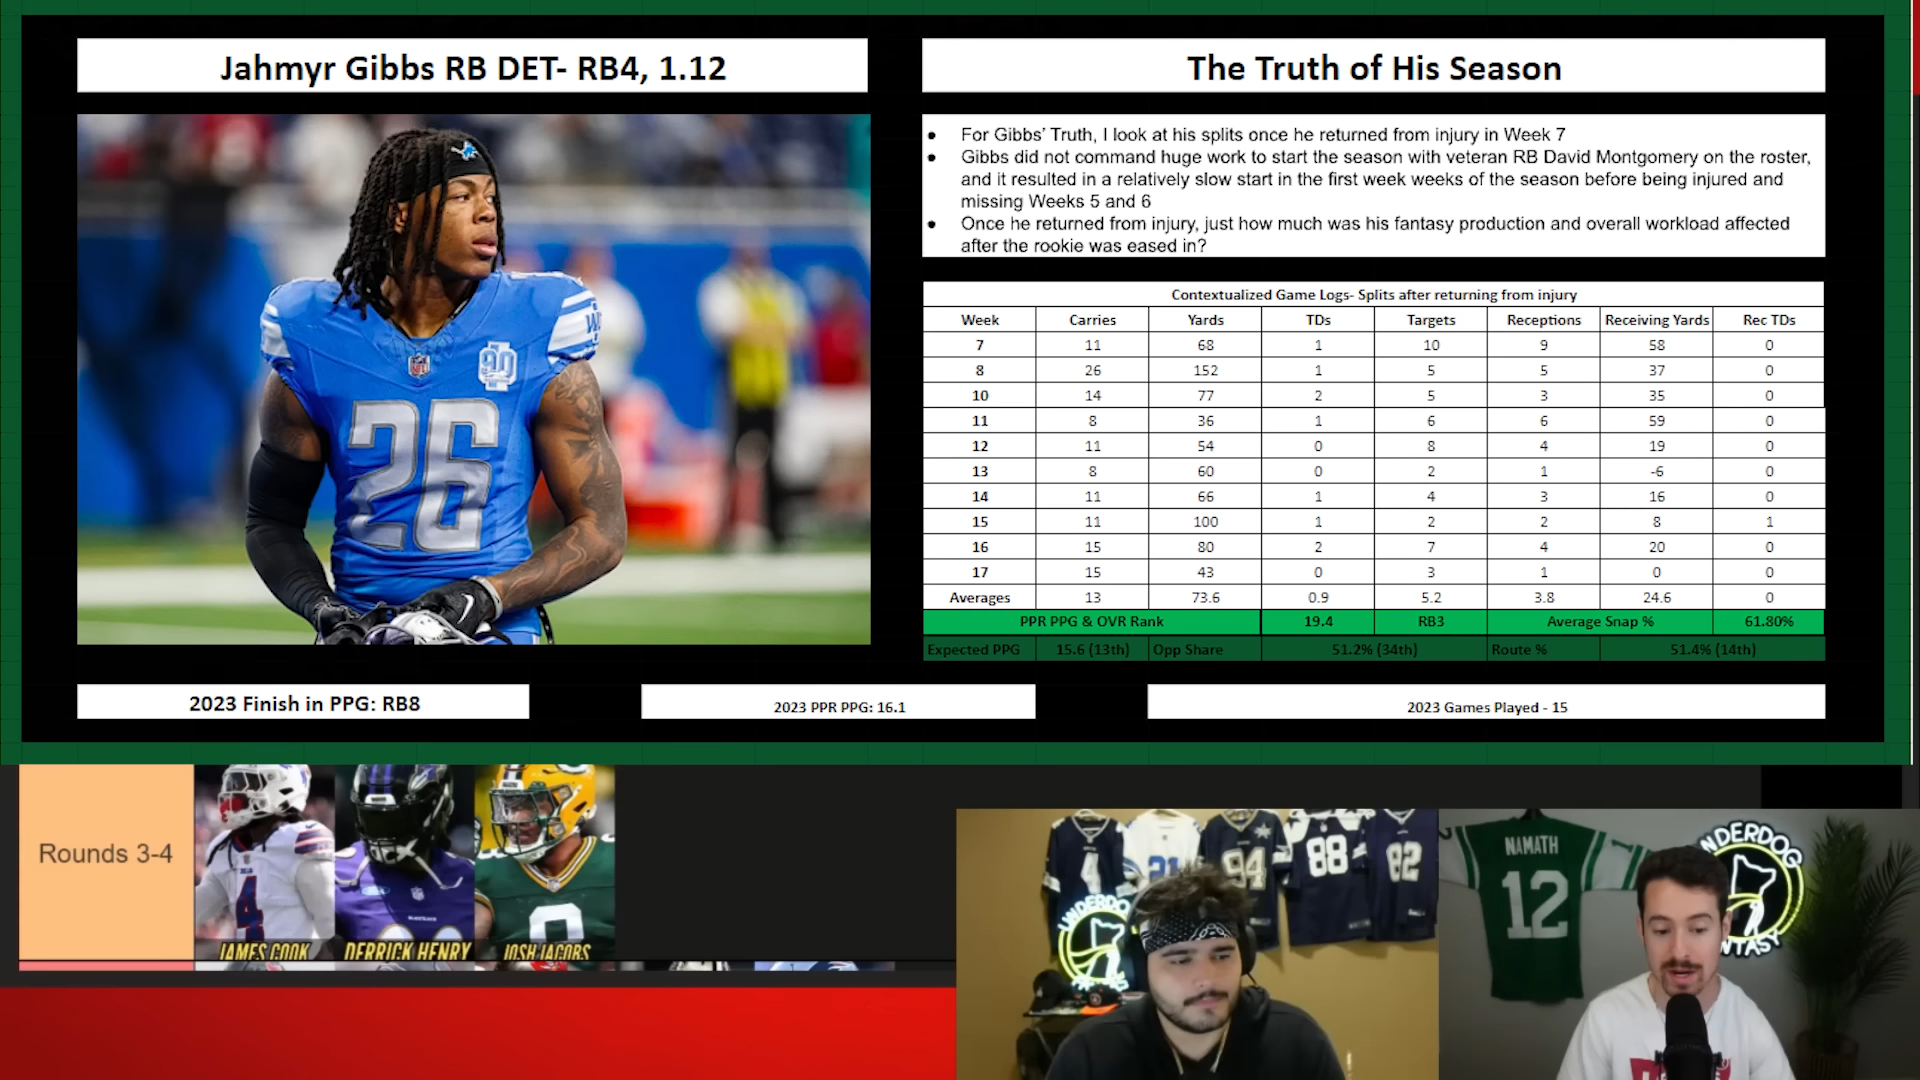 Jahmyr Gibbs RB DET- RB4, 1.12
The Truth of His Season
● For Gibbs' Truth, I look at his splits once he returned from injury in Week 7
● Gibbs did not command huge work to start the season with veteran RB David Montgomery on the roster,
and it resulted in a relatively slow start in the first week weeks of the season before being injured and
missing Weeks 5 and 6
● Once he returned from injury, just how much was his fantasy production and overall workload affected
after the rookie was eased in?
Contextualized Game Logs- Splits after returning from injury
Week Carries Yards TDs Targets Receptions Receiving Yards Rec TDs
7 11 68 1 10 9 58 0
8 26 152 1 5 5 37 0
10 14 77 2 5 3 35 0
11 8 36 1 6 6 59 0
12 11 54 0 8 4 19 0
13 8 60 0 2 1 -6 0
14 11 66 1 4 3 16 0
15 11 100 1 2 2 8 1
16 15 80 2 7 4 20 0
17 15 43 0 3 1 0 0
Averages 13 73.6 0.9 5.2 3.8 24.6 0
PPR PPG & OVR Rank 19.4 RB3 Average Snap % 61.80%
Expected PPG 15.6 (13th) Opp Share 51.2% (34th) Route % 51.4% (14th)
26
90
2023 Finish in PPG: RB8
2023 PPR PPG: 16.1
2023 Games Played - 15
Rounds 3-4
4
JAMES COOK
DERRICK HENRY
JOSH JACOBS
4
21
94
88
82
NAMATH
12